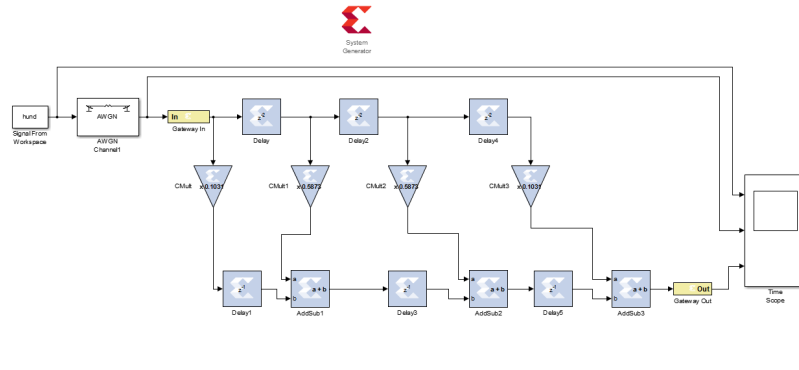 System
Generator
hund
Signal From
Workspace
AWGN
AWGN
Channel1
In
Gateway In
Delay
Delay2
Delay4
CMult
x 0.1031
CMult1
x 0.5873
CMult2
x 0.5873
CMult3
x 0.1031
Delay1
a
b
a + b
AddSub1
Delay3
a
b
a + b
AddSub2
Delay5
a
b
a + b
AddSub3
Out
Gateway Out
Time
Scope